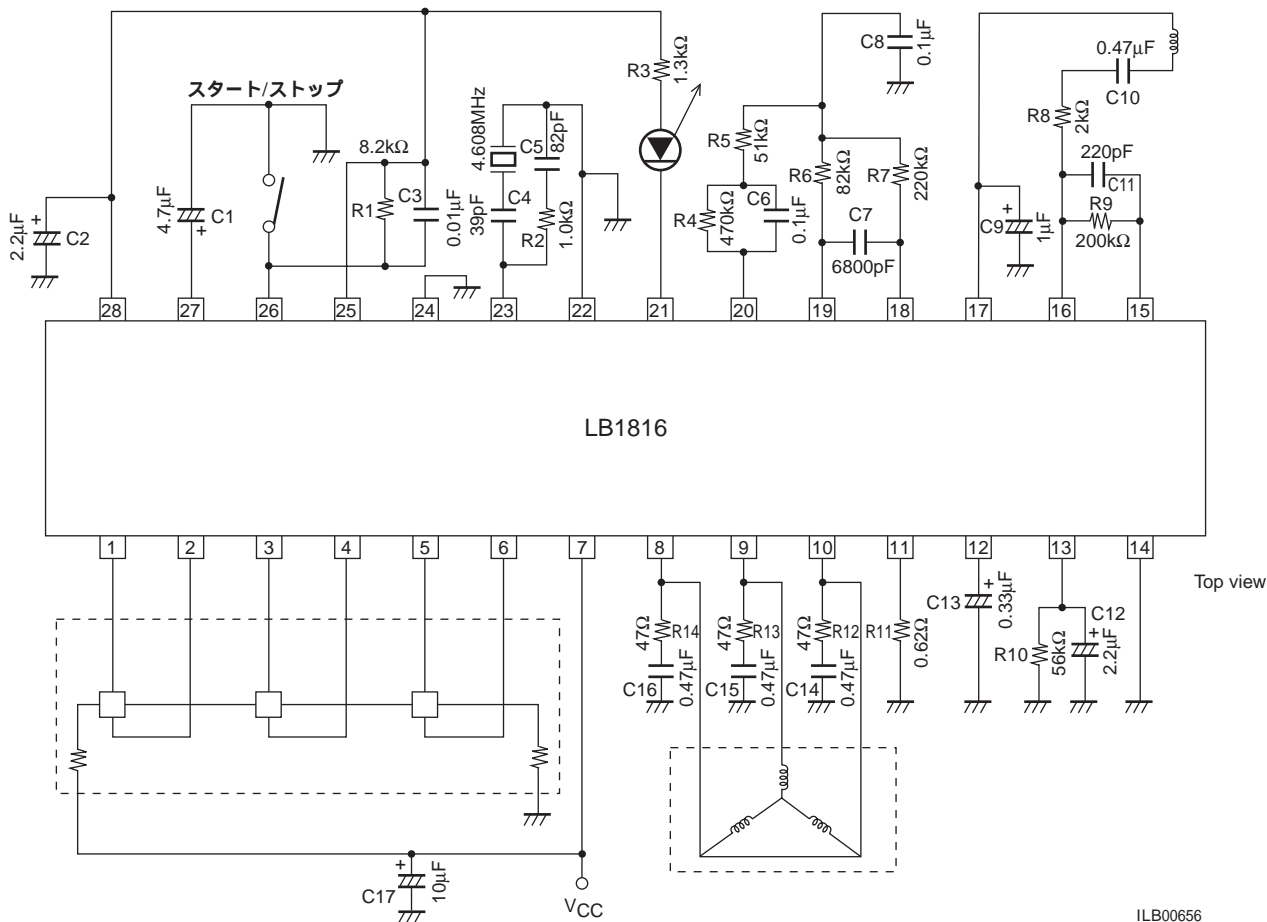 R3
1.3kΩ
C8
0.1µF
0.47µF
C10
スタート/ストップ
4.608MHz
C5
82pF
R5
51kΩ
R8
2kΩ
8.2kΩ
R6
82kΩ
R7
220kΩ
220pF
C11
4.7µF
C1
R1
C3
0.01µF
39pF
C4
R2
1.0kΩ
R4
470kΩ
C6
0.1µF
C7
6800pF
R9
200kΩ
2.2µF
+
C2
+
C9
+
1µF
28 27 26 25 24 23 22 21 20 19 18 17 16 15
LB1816
1 2 3 4 5 6 7 8 9 10 11 12 13 14
Top view
47Ω
R14
C16
0.47µF
47Ω
R13
C15
0.47µF
47Ω
R12
C14
0.47µF
R11
0.62Ω
C13
+
0.33µF
R10
56kΩ
C12
+
2.2µF
C17
+
10µF
VCC
ILB00656